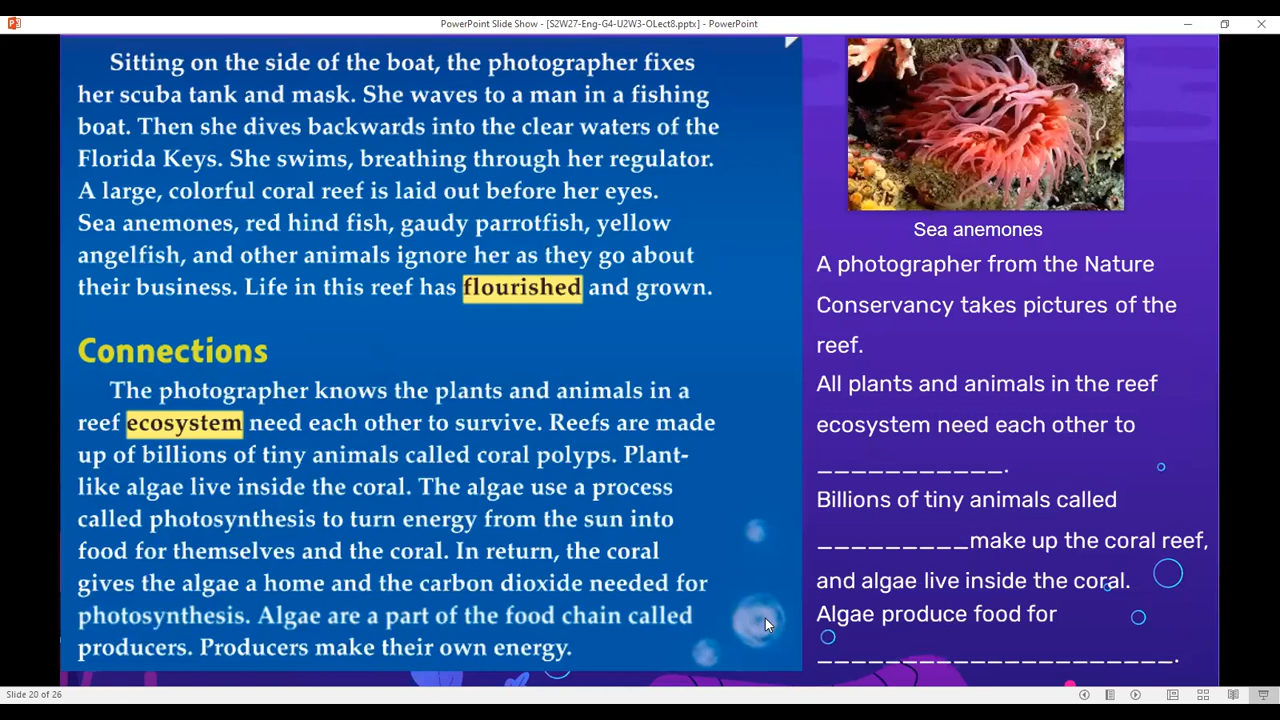 PowerPoint Slide Show - [S2W27-Eng-G4-U2W3-OLect8.pptx] - PowerPoint
Sitting on the side of the boat, the photographer fixes
her scuba tank and mask. She waves to a man in a fishing
boat. Then she dives backwards into the clear waters of the
Florida Keys. She swims, breathing through her regulator.
A large, colorful coral reef is laid out before her eyes.
Sea anemones, red hind fish, gaudy parrotfish, yellow
angelfish, and other animals ignore her as they go about
their business. Life in this reef has flourished and grown.
Connections
The photographer knows the plants and animals in a
reef ecosystem need each other to survive. Reefs are made
up of billions of tiny animals called coral polyps. Plant-
like algae live inside the coral. The algae use a process
called photosynthesis to turn energy from the sun into
food for themselves and the coral. In return, the coral
gives the algae a home and the carbon dioxide needed for
photosynthesis. Algae are a part of the food chain called
producers. Producers make their own energy.
Sea anemones
A photographer from the Nature
Conservancy takes pictures of the
reef.
All plants and animals in the reef
ecosystem need each other to
___________.
Billions of tiny animals called
_________make up the coral reef,
and algae live inside the coral.
Algae produce food for
_____________________.
Slide 20 of 26